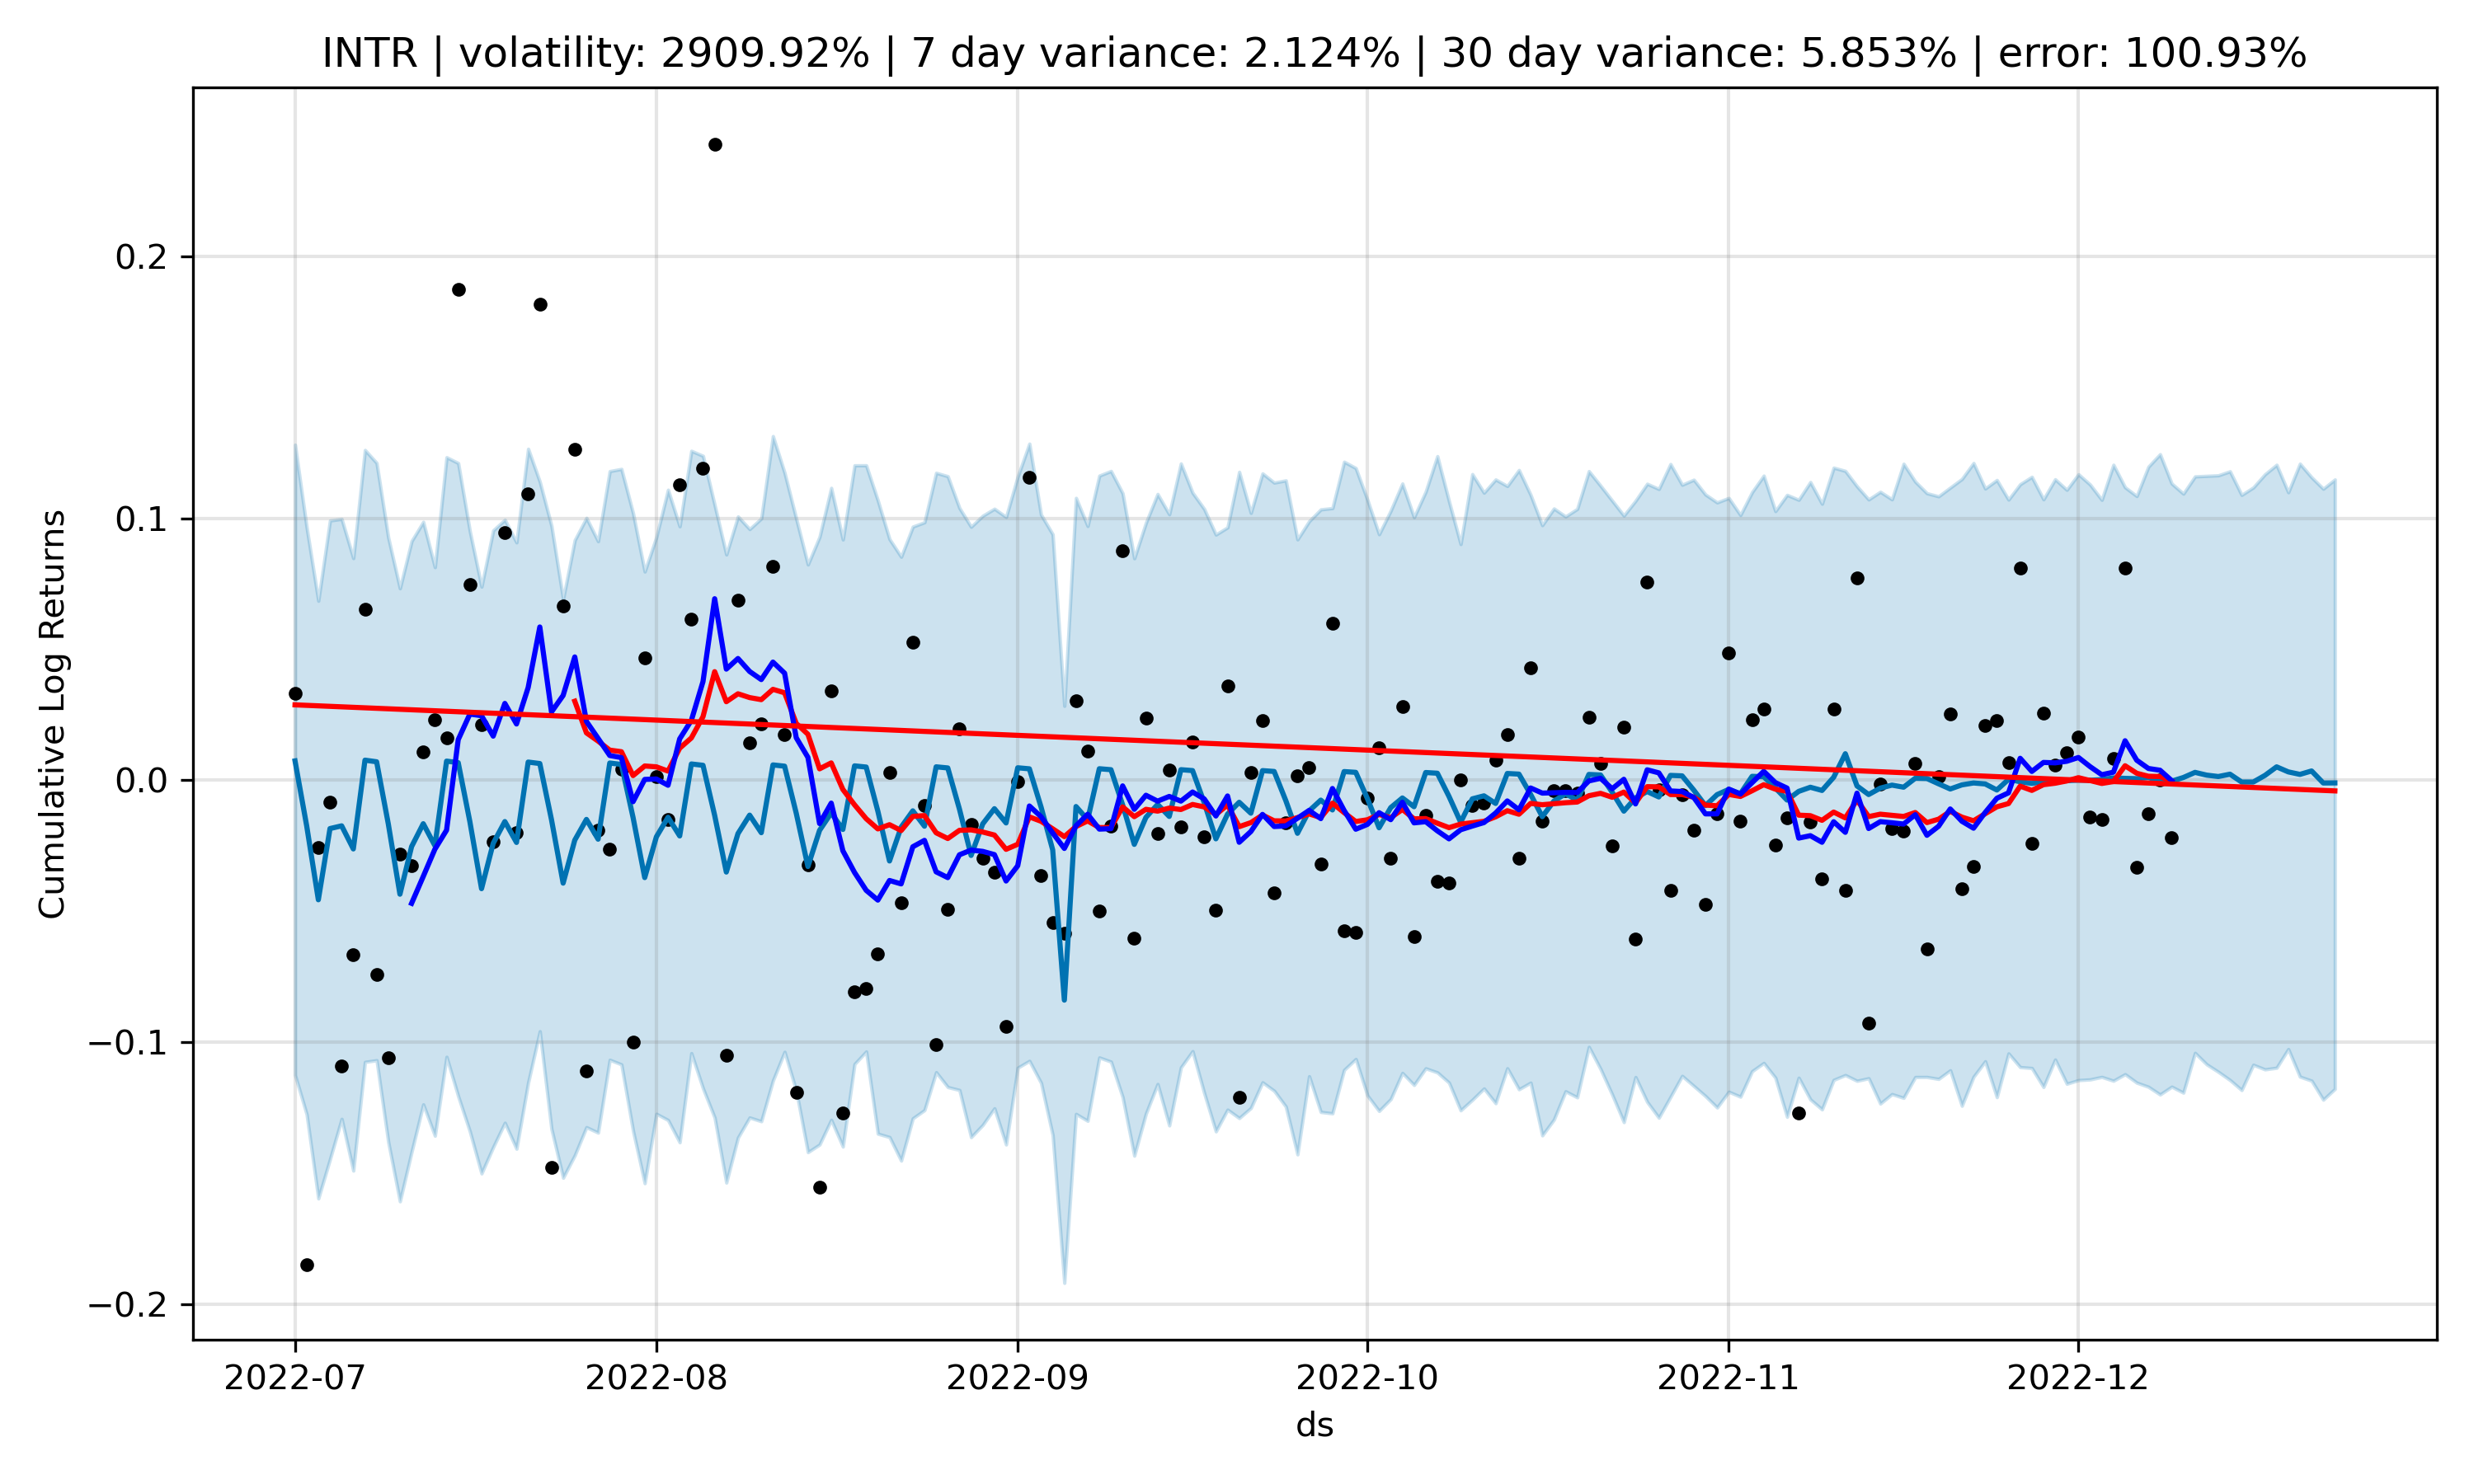 INTR | volatility: 2909.92% | 7 day variance: 2.124% | 30 day variance: 5.853% | error: 100.93%
Cumulative Log Returns
0.2
0.1
0.0
−0.1
−0.2
2022-07 2022-08 2022-09 2022-10 2022-11 2022-12
ds